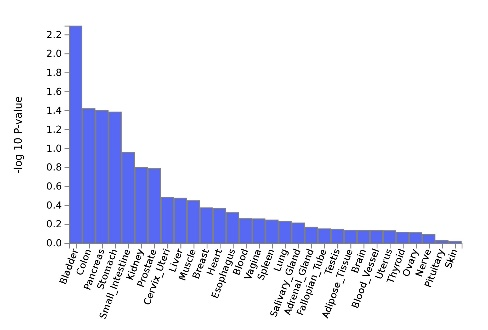 2.2
2.0
1.8
1.6
1.4
1.2
1.0
0.8
0.6
0.4
0.2
0.0
-log 10 P-value
Bladder
Colon
Pancreas
Stomach
Small_Intestine
Kidney
Prostate
Cervix_Uteri
Liver
Muscle
Breast
Heart
Esophagus
Blood
Vagina
Spleen
Lung
Salivary_Gland
Adrenal_Gland
Fallopian_Tube
Testis
Adipose_Tissue
Brain
Blood_Vessel
Uterus
Thyroid
Ovary
Nerve
Pituitary
Skin